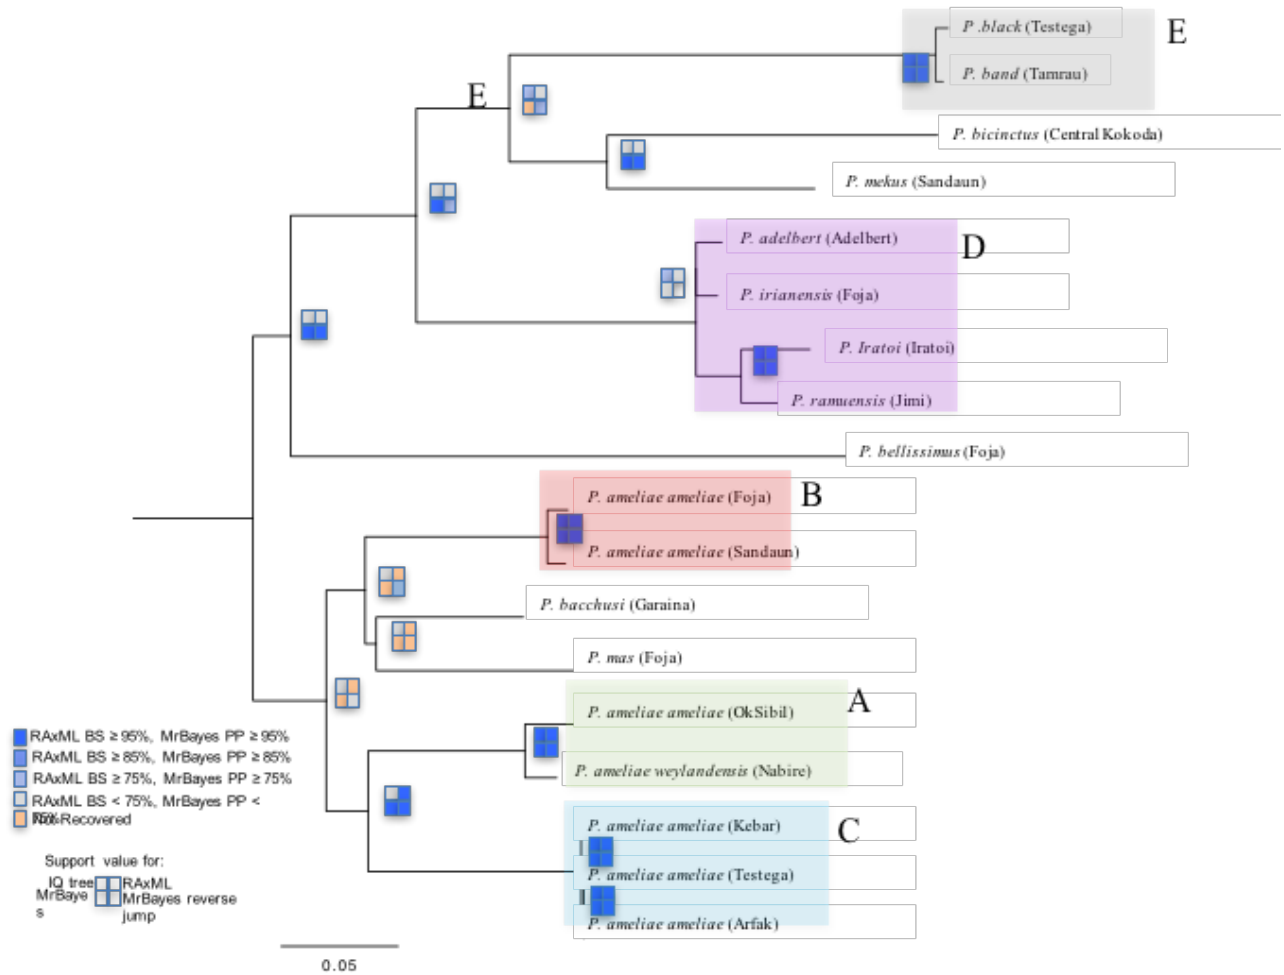 P .black (Testega)
E
P. band (Tamrau)
E
P. bicinctus (Central Kokoda)
P. mekus (Sandaun)
P. adelbert (Adelbert)
D
P. irianensis (Foja)
P. Iratoi (Iratoi)
P. ramuensis (Jimi)
P. bellissimus (Foja)
P. ameliae ameliae (Foja)
B
P. ameliae ameliae (Sandaun)
P. bacchusi (Garaina)
P. mas (Foja)
P. ameliae ameliae (OkSibil)
A
P. ameliae weylandensis (Nabire)
P. ameliae ameliae (Kebar)
C
P. ameliae ameliae (Testega)
P. ameliae ameliae (Arfak)
RAxML BS ≥ 95%, MrBayes PP ≥ 95%
RAxML BS ≥ 85%, MrBayes PP ≥ 85%
RAxML BS ≥ 75%, MrBayes PP ≥ 75%
RAxML BS < 75%, MrBayes PP <
75%
Not Recovered
Support value for:
IQ tree
RAxML
MrBaye
s
MrBayes reverse
jump
0.05